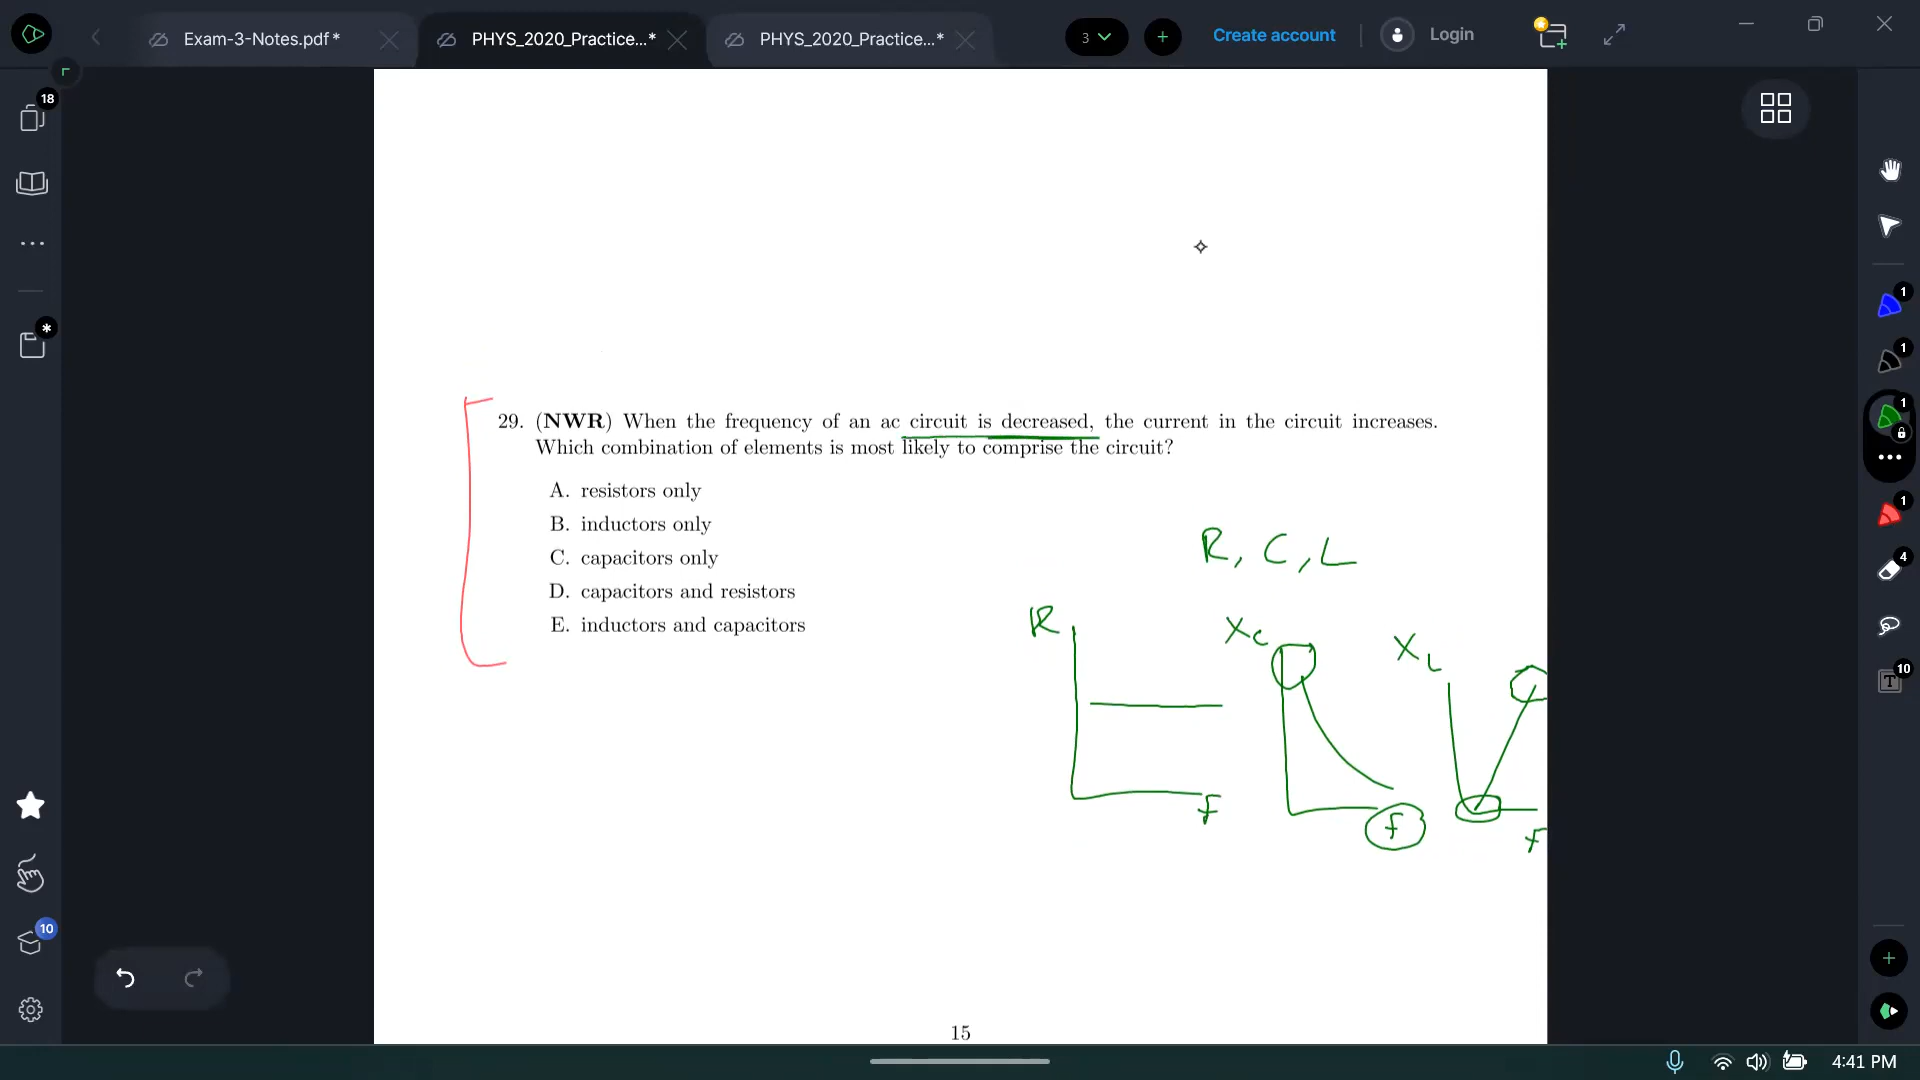 Exam-3-Notes.pdf*
PHYS_2020_Practice...*
PHYS_2020_Practice...*
3
Create account
Login
18
29. (NWR) When the frequency of an ac circuit is decreased, the current in the circuit increases.
Which combination of elements is most likely to comprise the circuit?
A. resistors only
B. inductors only
C. capacitors only
D. capacitors and resistors
E. inductors and capacitors
R, C, L
R
f
Xc
f
XL
f
15
1
1
1
1
4
T
10
10
4:41 PM